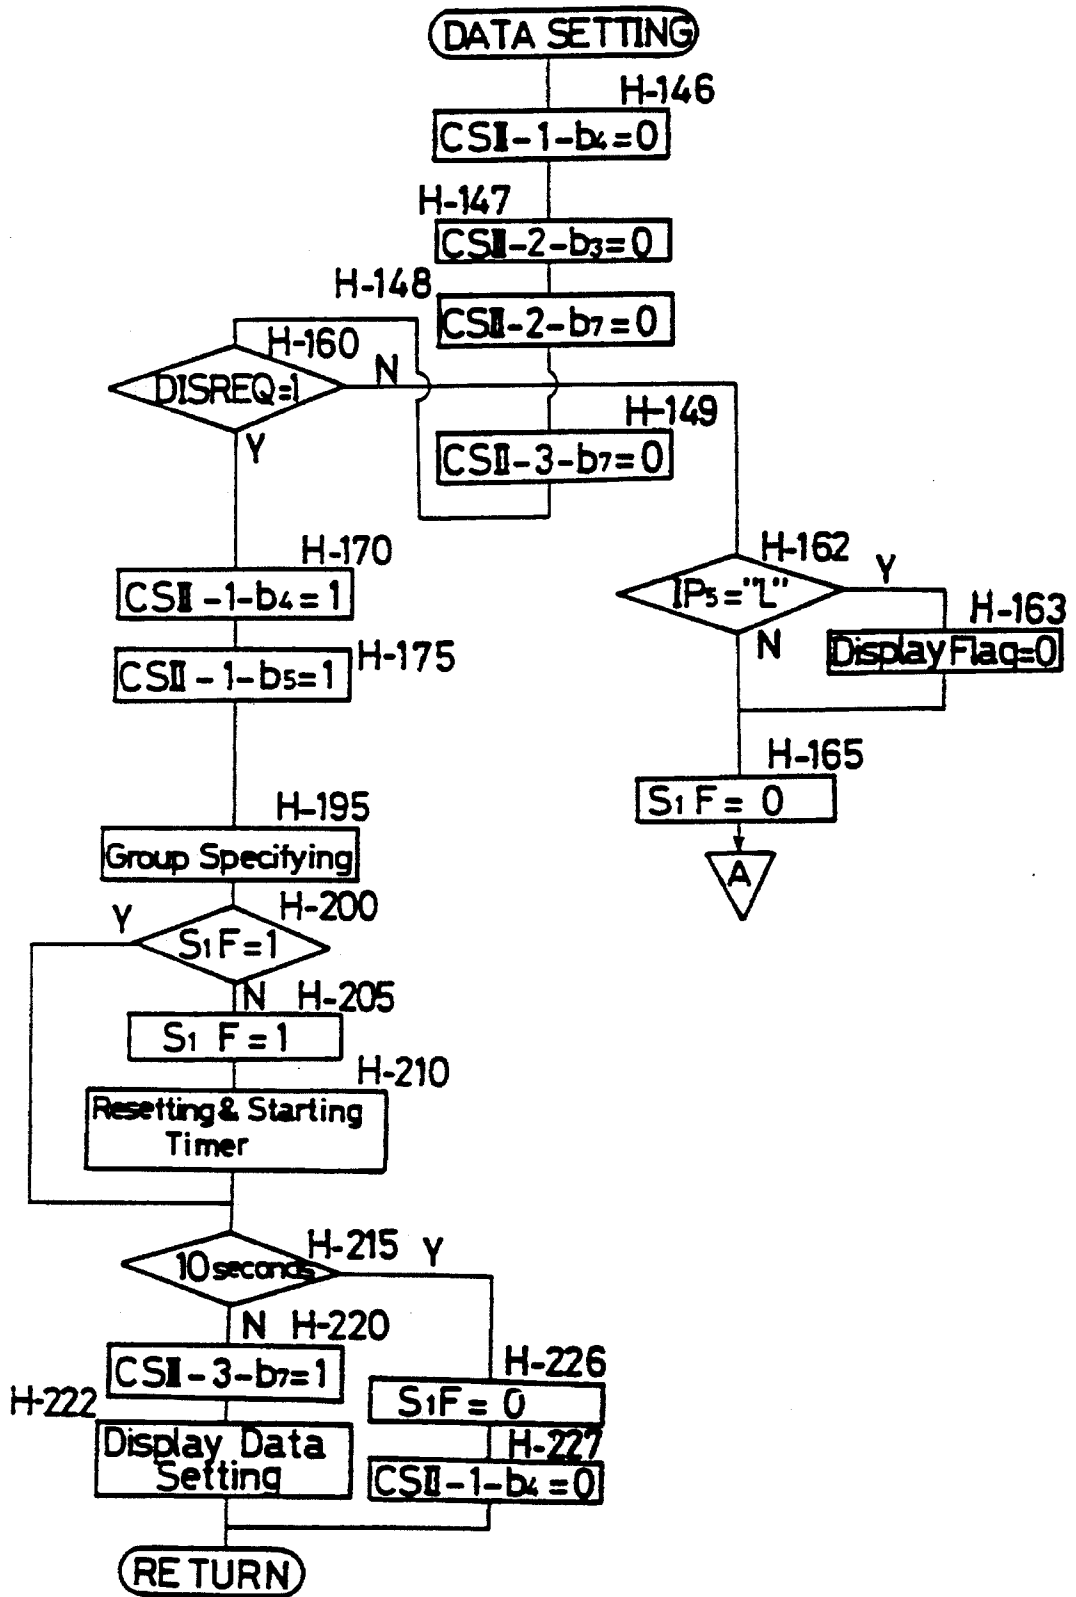 DATA SETTING
H-146
CSⅡ-1-b4=0
H-147
CSⅡ-2-b3=0
H-148
CSⅡ-2-b7=0
H-160
DISREQ=1
N
Y
H-149
CSⅡ-3-b7=0
H-170
CSⅡ-1-b4=1
H-175
CSⅡ-1-b5=1
H-162
IP5="L"
Y
N
H-163
Display Flag=0
H-165
S1F=0
A
H-195
Group Specifying
H-200
Y
S1F=1
N
H-205
S1 F=1
H-210
Resetting & Starting
Timer
H-215
10seconds
Y
N
H-220
CSⅡ-3-b7=1
H-222
Display Data
Setting
H-226
S1F=0
H-227
CSⅡ-1-b4=0
RETURN